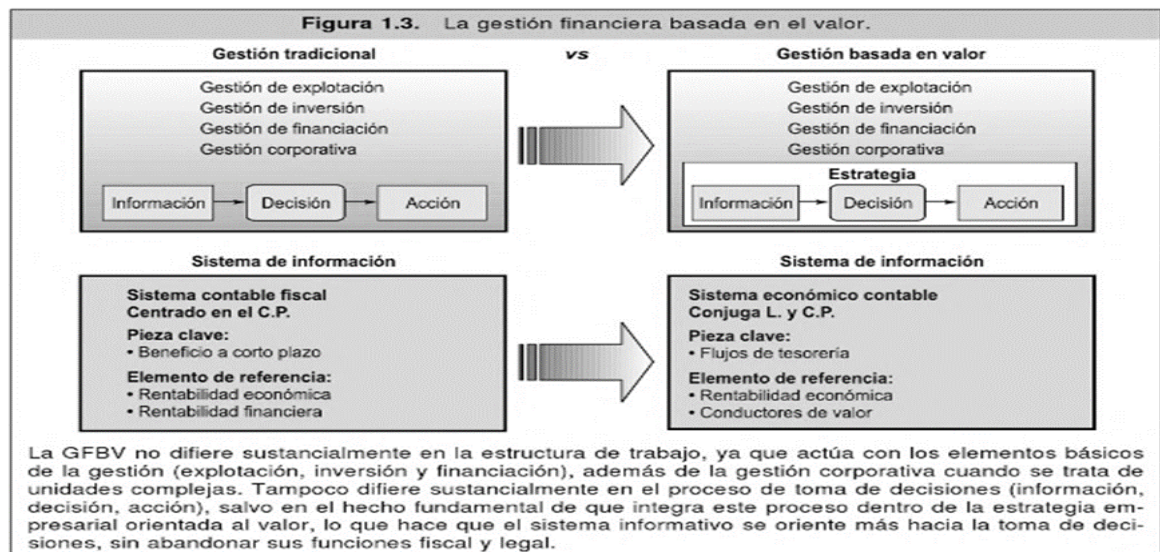 Figura 1.3. La gestión financiera basada en el valor.
Gestión tradicional vs Gestión basada en valor
Gestión de explotación
Gestión de inversión
Gestión de financiación
Gestión corporativa
Información Decisión Acción
Gestión de explotación
Gestión de inversión
Gestión de financiación
Gestión corporativa
Estrategia
Información Decisión Acción
Sistema de información
Sistema contable fiscal
Centrado en el C.P.
Pieza clave:
• Beneficio a corto plazo
Elemento de referencia:
• Rentabilidad económica
• Rentabilidad financiera
Sistema de información
Sistema económico contable
Conjuga L. y C.P.
Pieza clave:
• Flujos de tesorería
Elemento de referencia:
• Rentabilidad económica
• Conductores de valor
La GFBV no difiere sustancialmente en la estructura de trabajo, ya que actúa con los elementos básicos
de la gestión (explotación, inversión y financiación), además de la gestión corporativa cuando se trata de
unidades complejas. Tampoco difiere sustancialmente en el proceso de toma de decisiones (información,
decisión, acción), salvo en el hecho fundamental de que integra este proceso dentro de la estrategia em-
presarial orientada al valor, lo que hace que el sistema informativo se oriente más hacia la toma de deci-
siones, sin abandonar sus funciones fiscal y legal.